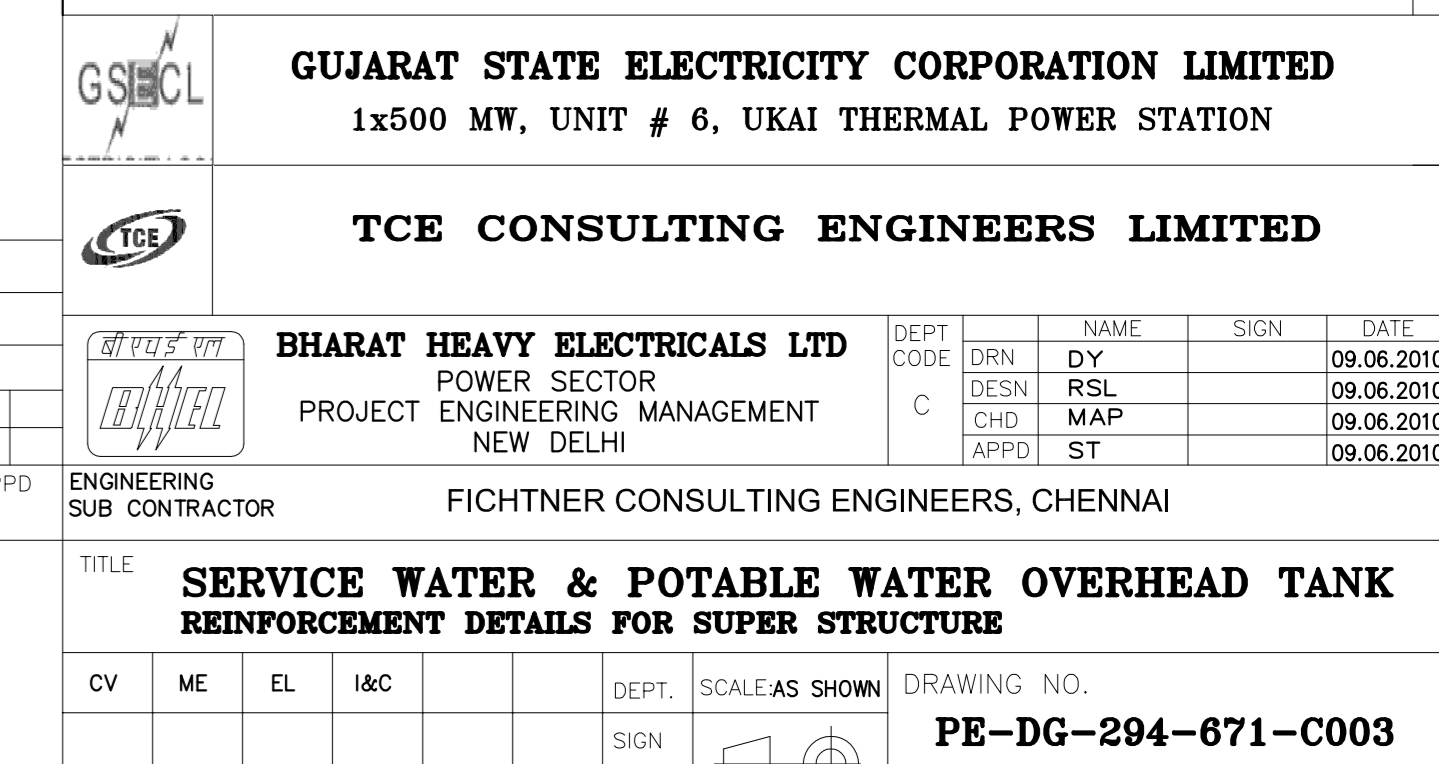 GSECL
GUJARAT STATE ELECTRICITY CORPORATION LIMITED
1x500 MW, UNIT # 6, UKAI THERMAL POWER STATION
TCE
TCE CONSULTING ENGINEERS LIMITED
बी एच ई एल
BHEL
BHARAT HEAVY ELECTRICALS LTD
POWER SECTOR
PROJECT ENGINEERING MANAGEMENT
NEW DELHI
DEPT
CODE
C
NAME SIGN DATE
DRN DY 09.06.2010
DESN RSL 09.06.2010
CHD MAP 09.06.2010
APPD ST 09.06.2010
PPD
ENGINEERING
SUB CONTRACTOR
FICHTNER CONSULTING ENGINEERS, CHENNAI
TITLE
SERVICE WATER & POTABLE WATER OVERHEAD TANK
REINFORCEMENT DETAILS FOR SUPER STRUCTURE
CV ME EL I&C DEPT. SCALE:AS SHOWN DRAWING NO.
SIGN PE-DG-294-671-C003